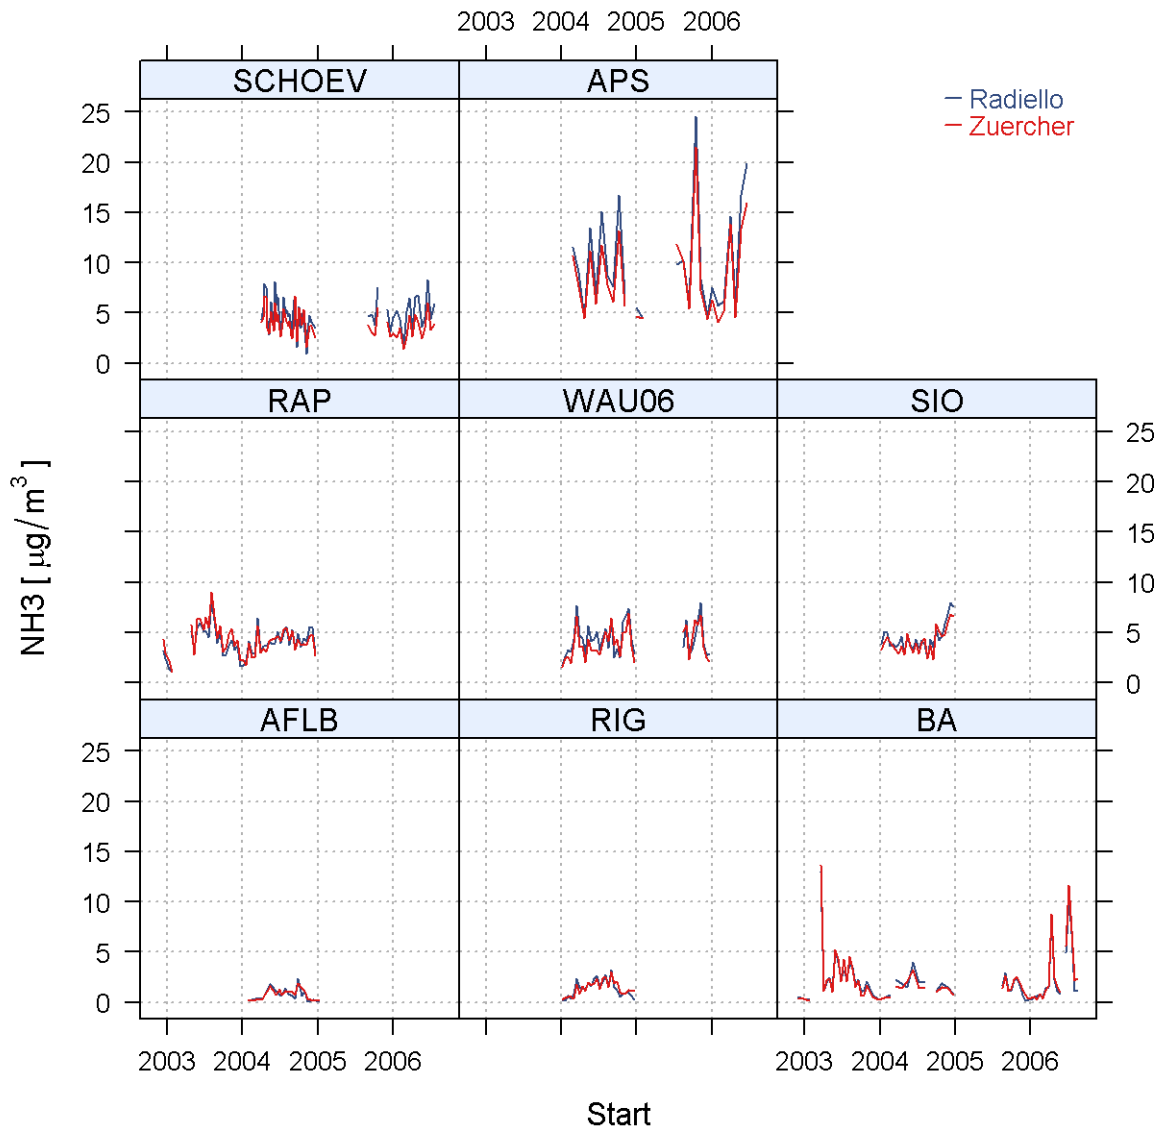 2003 2004 2005 2006
SCHOEV APS
Radiello
Zuercher
25
20
15
10
5
0
RAP WAU06 SIO
25
20
15
10
5
0
NH3 [ µg/m³ ]
AFLB RIG BA
25
20
15
10
5
0
2003 2004 2005 2006 2003 2004 2005 2006
Start